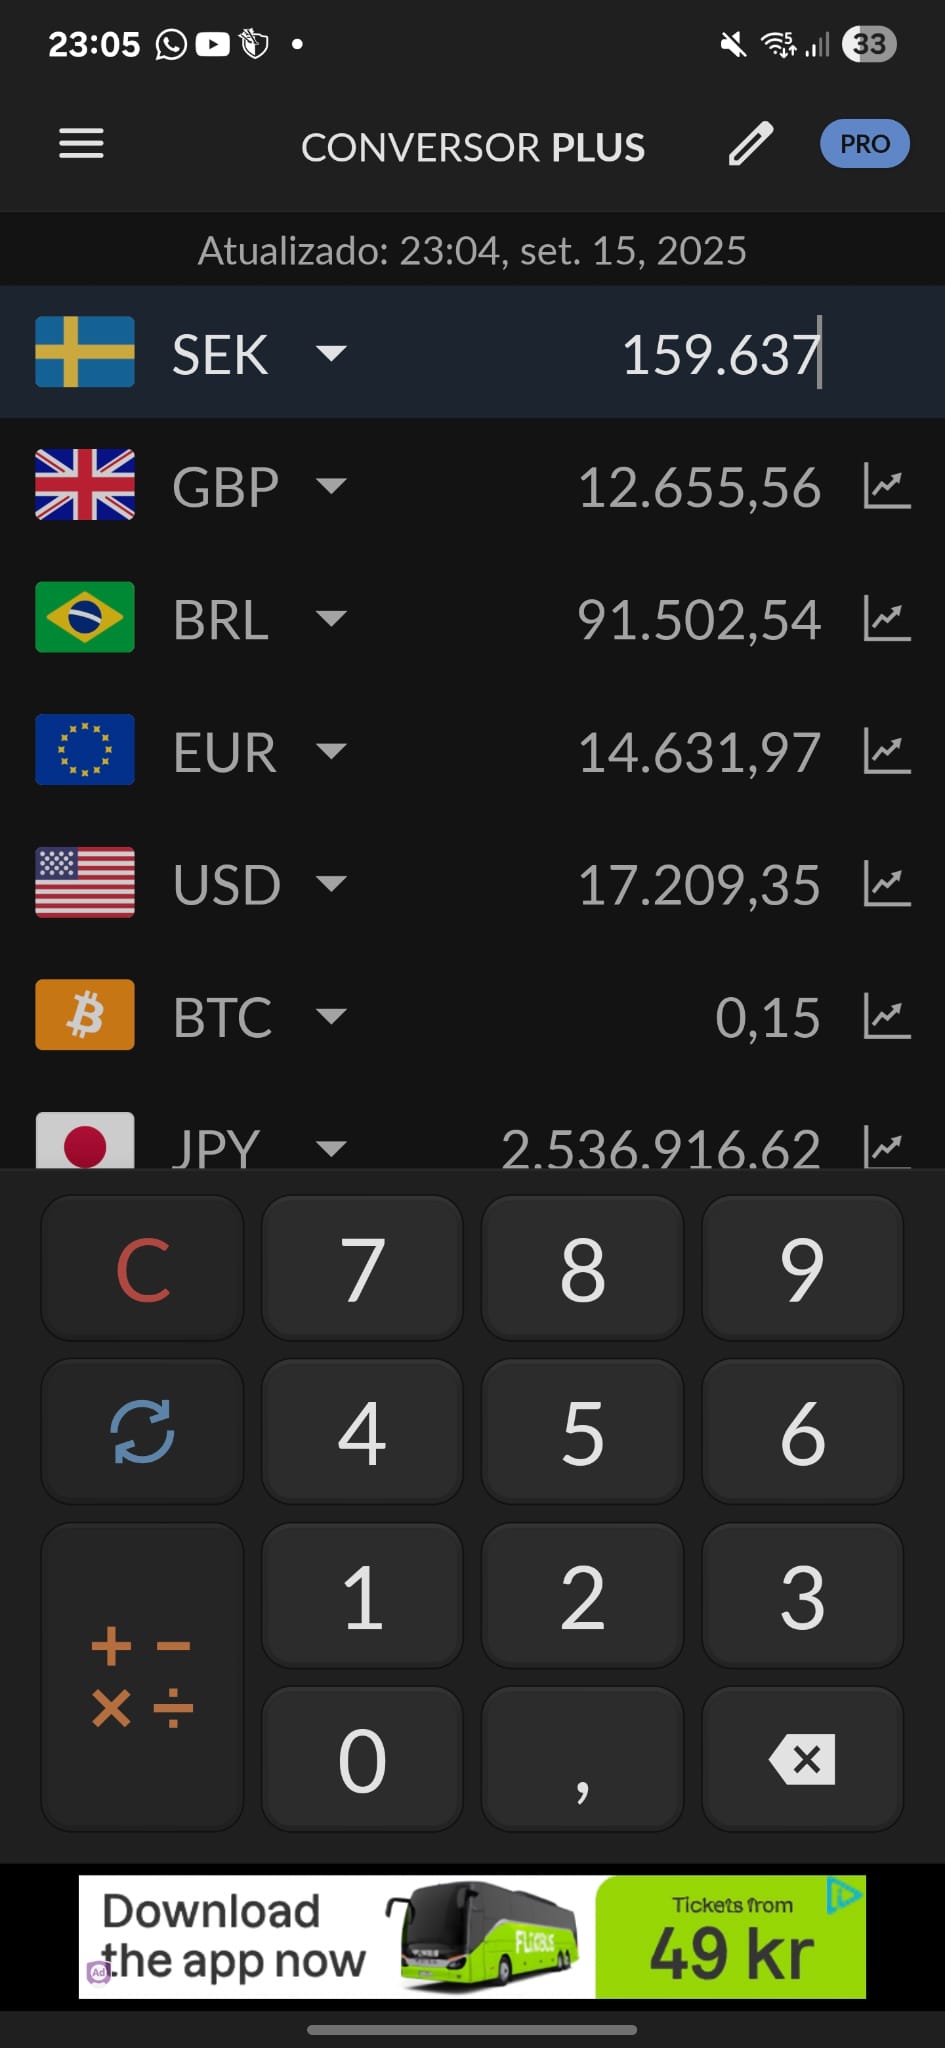 23:05
5
33
CONVERSOR PLUS
PRO
Atualizado: 23:04, set. 15, 2025
SEK 159.637
GBP 12.655,56
BRL 91.502,54
EUR 14.631,97
USD 17.209,35
BTC 0,15
JPY 2.536.916,62
C 7 8 9
4 5 6
1 2 3
+ −
× ÷
0 ,
Download
the app now
Ad
FLiXBUS
Tickets from
49 kr